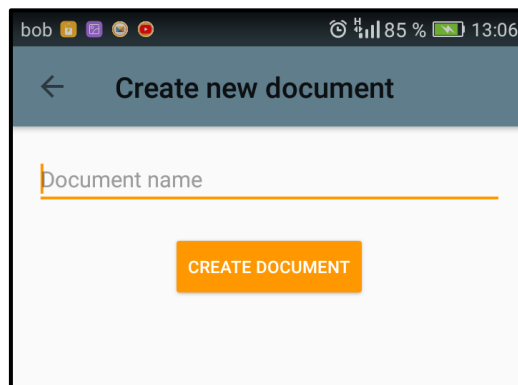 bob H 85 % 13:06
Create new document
Document name
CREATE DOCUMENT